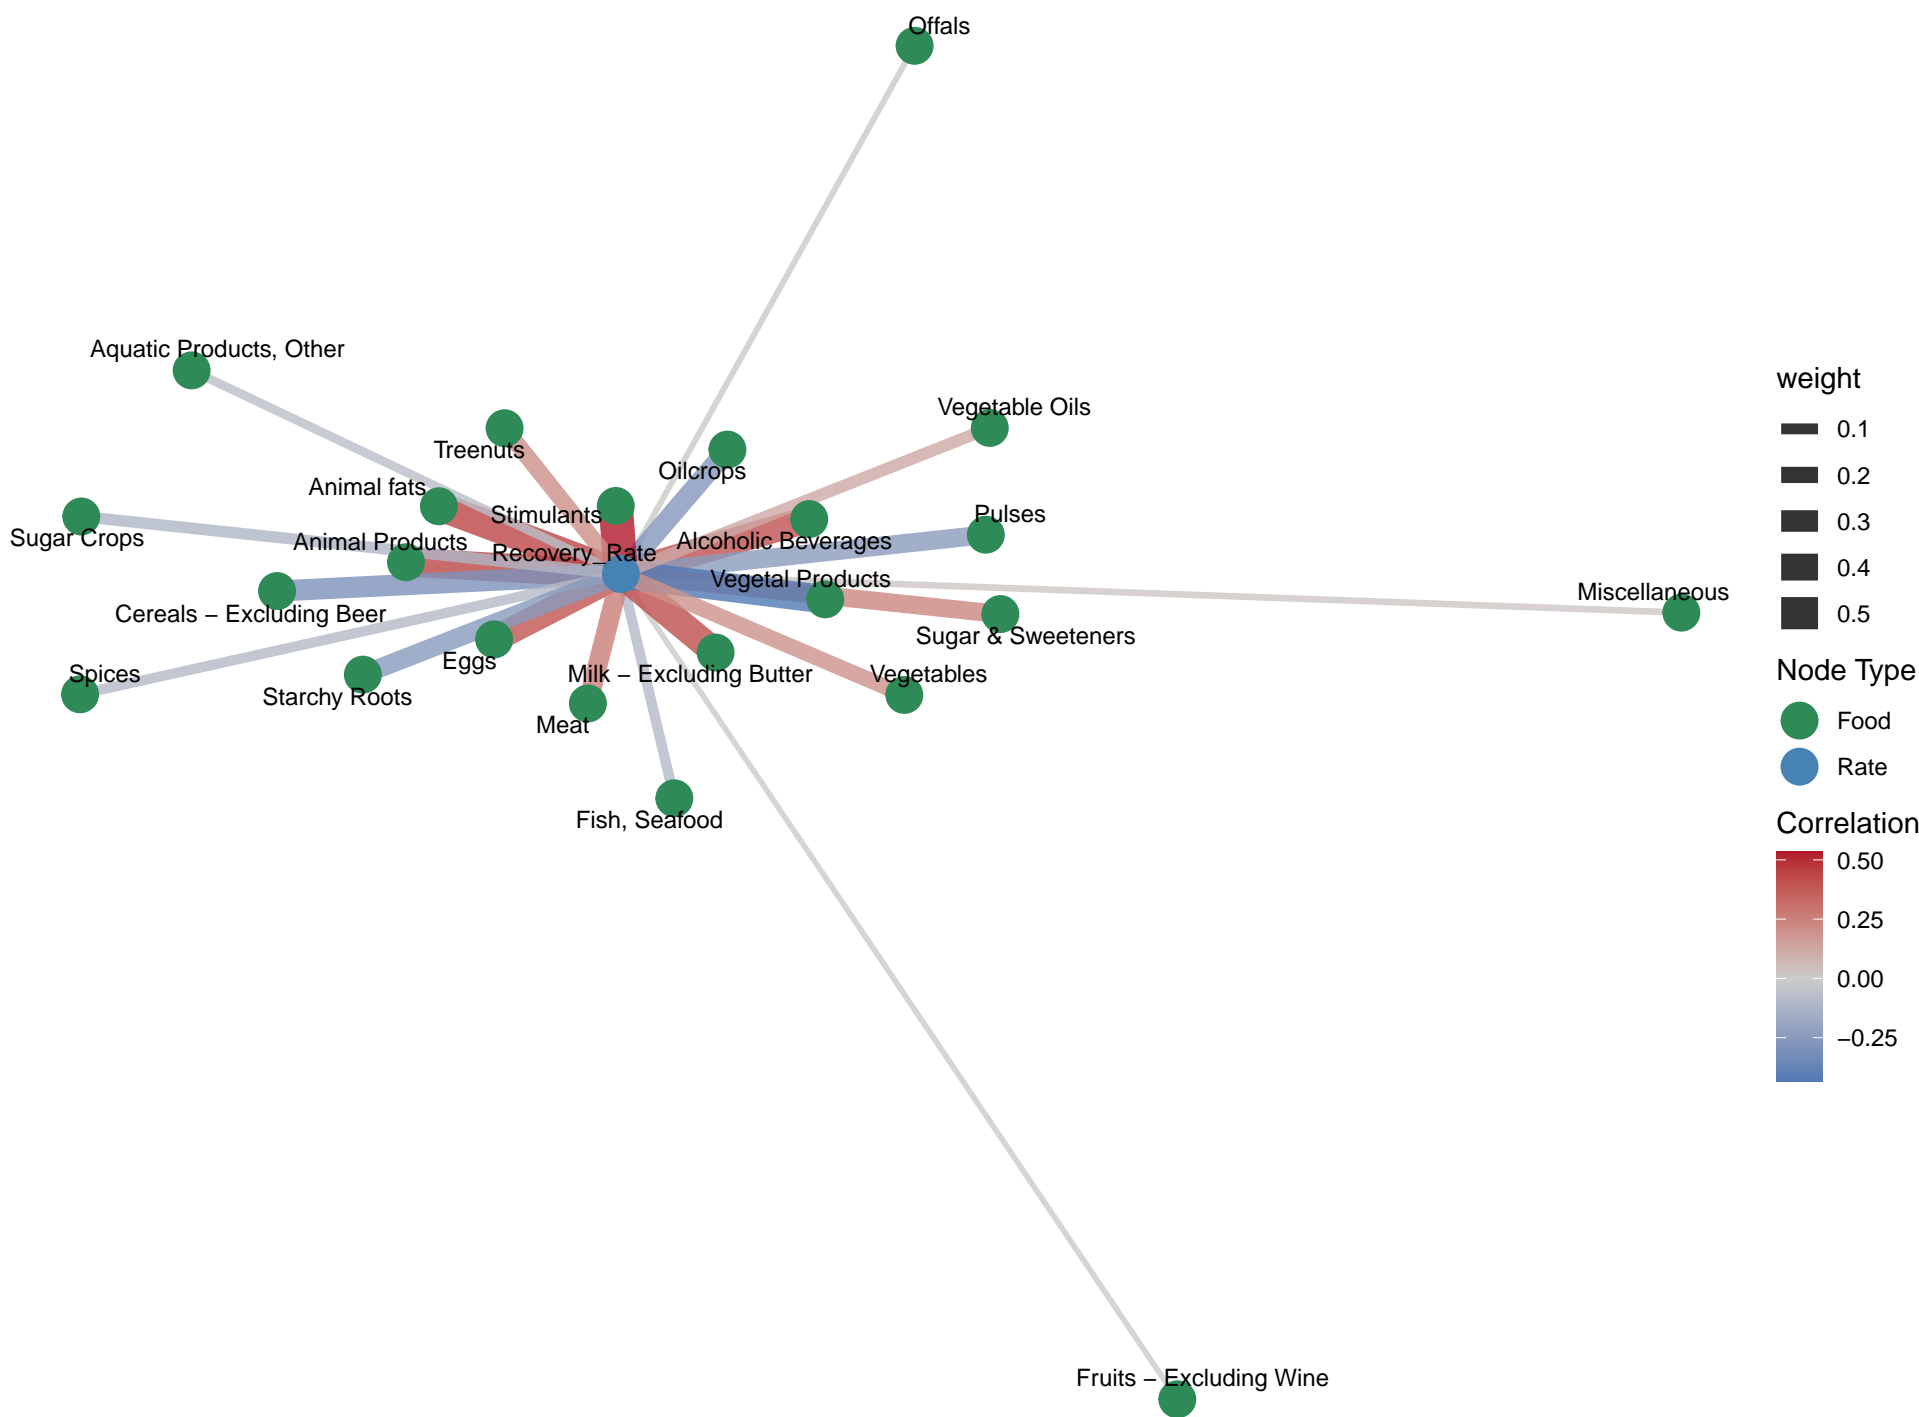 Offals
Aquatic Products, Other
Treenuts
Vegetable Oils
Oilcrops
Animal fats
Stimulants
Pulses
Sugar Crops
Animal Products
Recovery_Rate
Alcoholic Beverages
Vegetal Products
Miscellaneous
Cereals – Excluding Beer
Sugar & Sweeteners
Eggs
Spices
Starchy Roots
Milk – Excluding Butter
Vegetables
Meat
Fish, Seafood
Fruits – Excluding Wine
weight
0.1
0.2
0.3
0.4
0.5
Node Type
Food
Rate
Correlation
0.50
0.25
0.00
−0.25